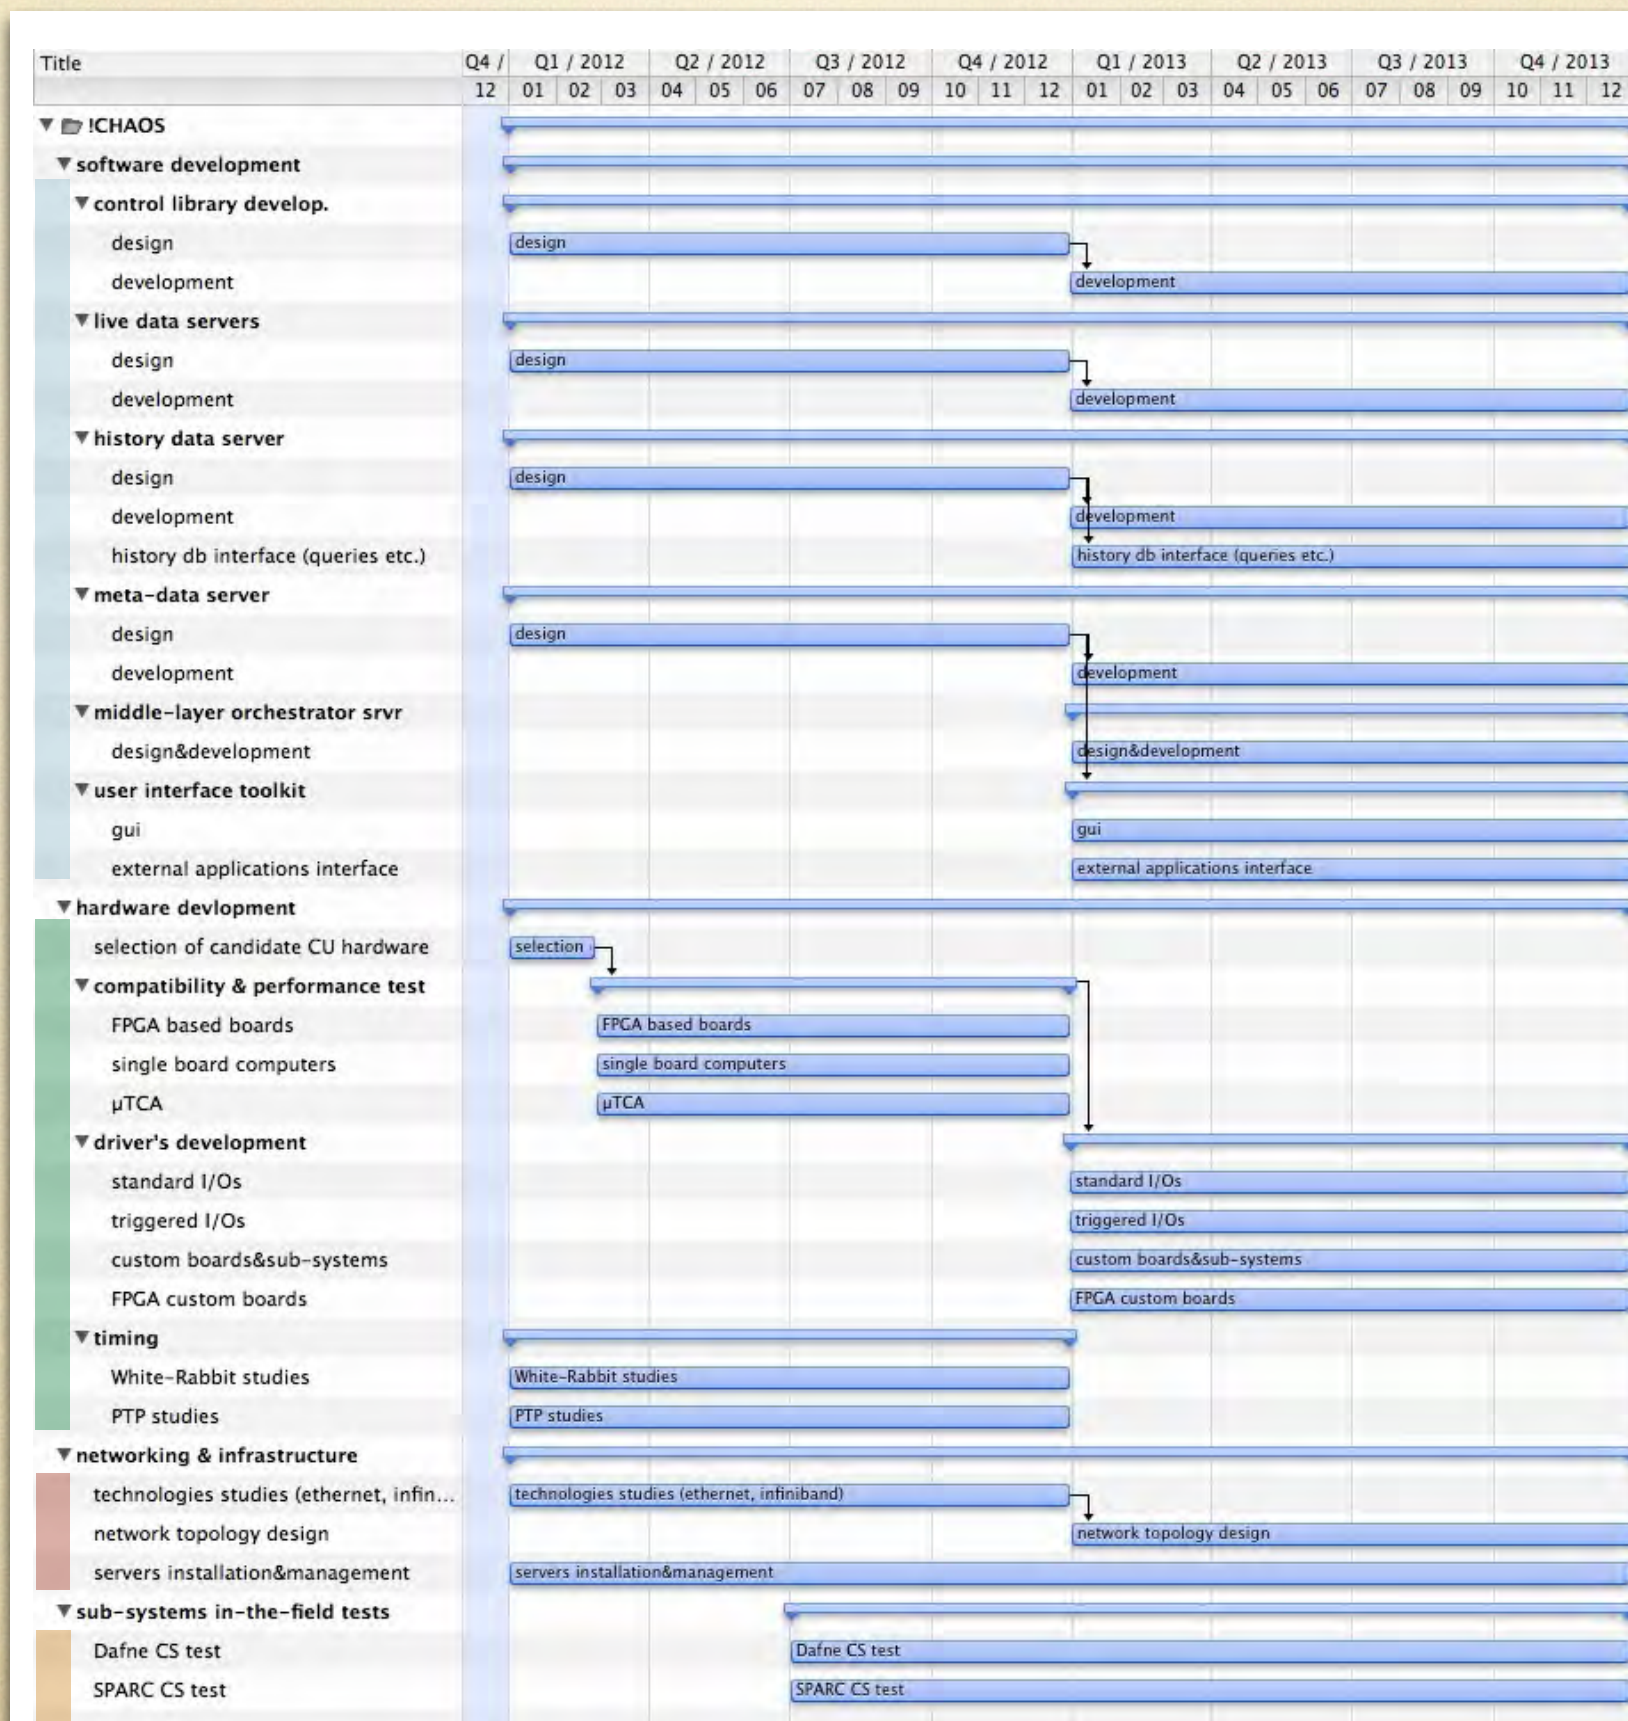 Title Q4 / Q1 / 2012 Q2 / 2012 Q3 / 2012 Q4 / 2012 Q1 / 2013 Q2 / 2013 Q3 / 2013 Q4 / 2013
12 01 02 03 04 05 06 07 08 09 10 11 12 01 02 03 04 05 06 07 08 09 10 11 12
!CHAOS
software development
control library develop.
design design
development development
live data servers
design design
development development
history data server
design design
development development
history db interface (queries etc.) history db interface (queries etc.)
meta-data server
design design
development development
middle-layer orchestrator srvr
design&development design&development
user interface toolkit
gui gui
external applications interface external applications interface
hardware devlopment
selection of candidate CU hardware selection
compatibility & performance test
FPGA based boards FPGA based boards
single board computers single board computers
µTCA µTCA
driver's development
standard I/Os standard I/Os
triggered I/Os triggered I/Os
custom boards&sub-systems custom boards&sub-systems
FPGA custom boards FPGA custom boards
timing
White-Rabbit studies White-Rabbit studies
PTP studies PTP studies
networking & infrastructure
technologies studies (ethernet, infin... technologies studies (ethernet, infiniband)
network topology design network topology design
servers installation&management servers installation&management
sub-systems in-the-field tests
Dafne CS test Dafne CS test
SPARC CS test SPARC CS test